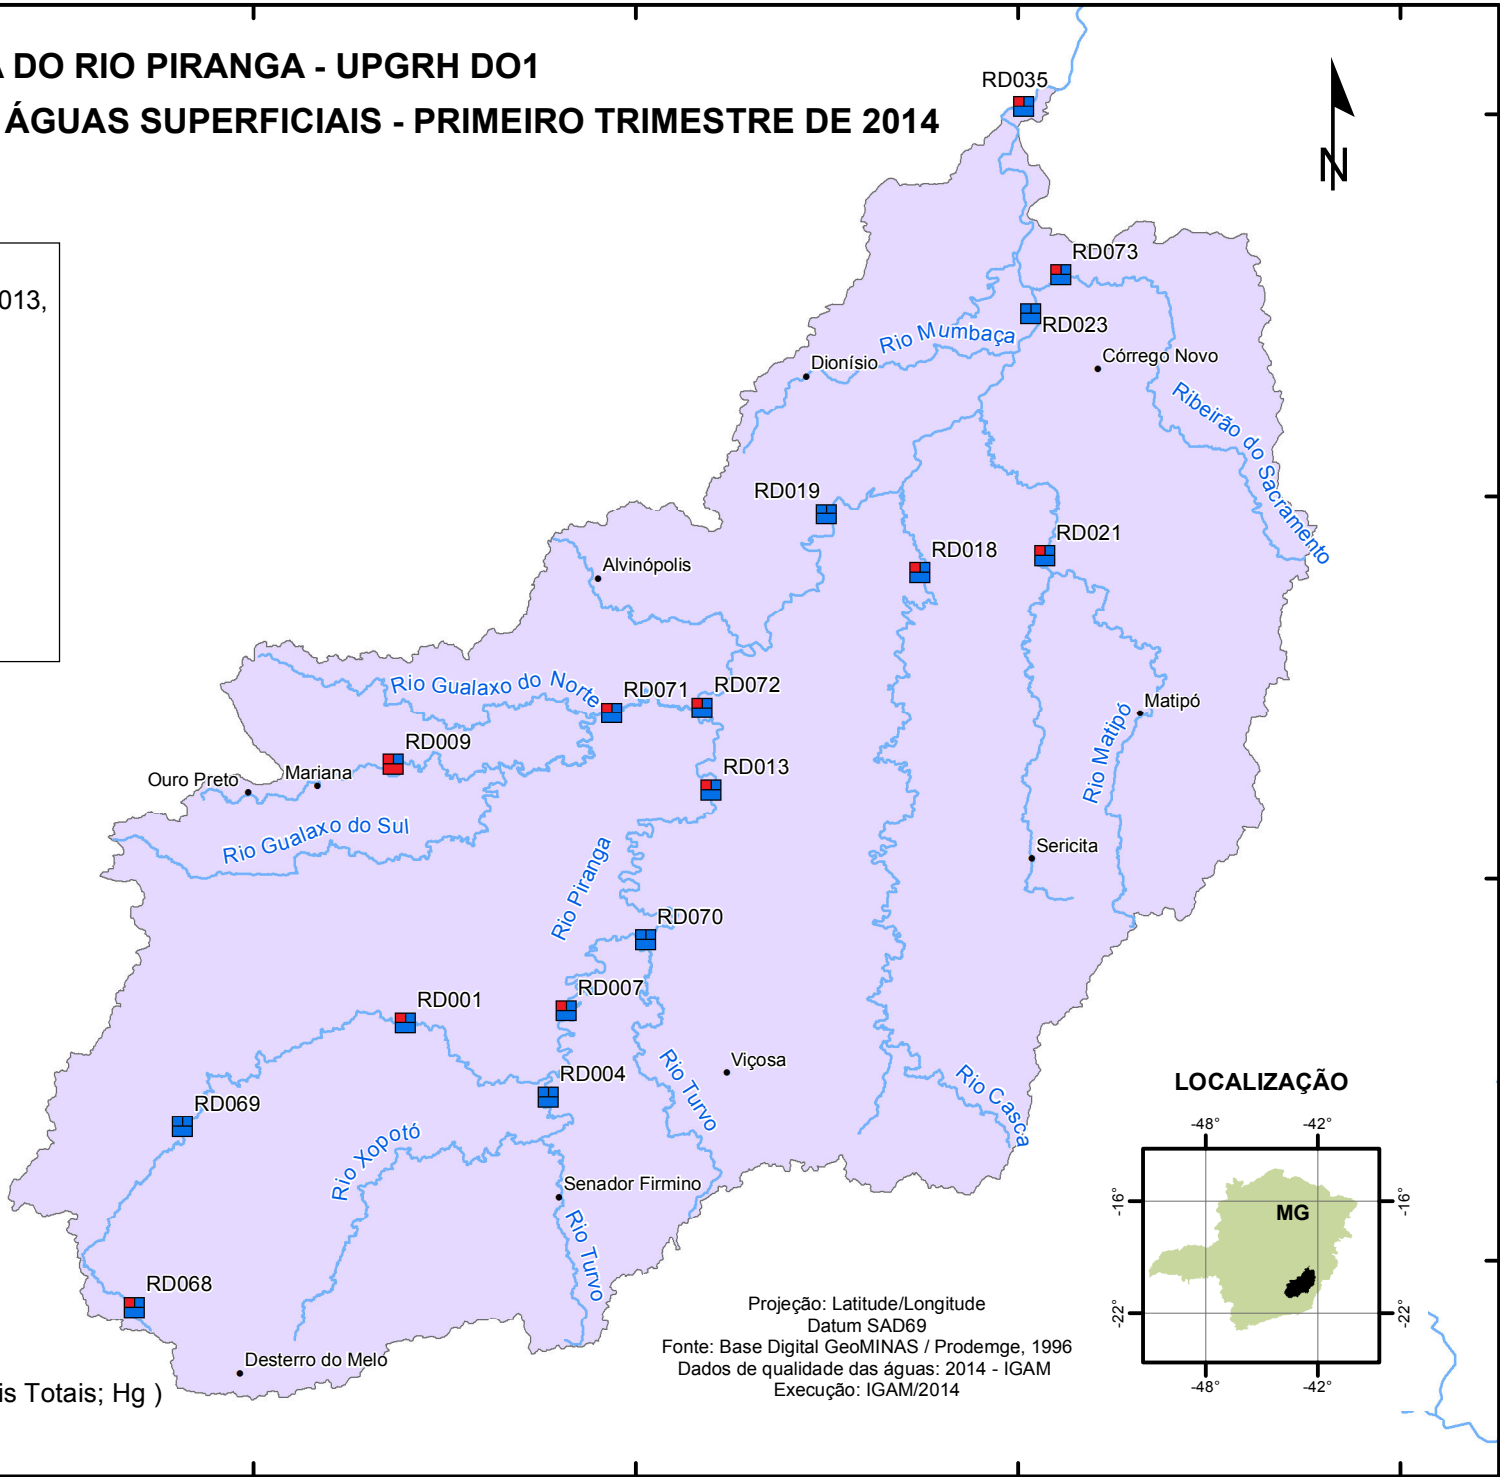 A DO RIO PIRANGA - UPGRH DO1
ÁGUAS SUPERFICIAIS - PRIMEIRO TRIMESTRE DE 2014
RD035
N
013,
RD073
RD023
Rio Mumbaça
Dionísio
Córrego Novo
Ribeirão do Sacramento
RD019
RD021
RD018
Alvinópolis
Rio Gualaxo do Norte
RD071
RD072
Matipó
Rio Matipó
RD009
Ouro Preto
Mariana
RD013
Rio Gualaxo do Sul
Sericita
Rio Piranga
RD070
RD007
RD001
Viçosa
Rio Turvo
RD004
Rio Casca
RD069
Rio Xopotó
Senador Firmino
Rio Turvo
RD068
Desterro do Melo
is Totais; Hg )
Projeção: Latitude/Longitude
Datum SAD69
Fonte: Base Digital GeoMINAS / Prodemge, 1996
Dados de qualidade das águas: 2014 - IGAM
Execução: IGAM/2014
LOCALIZAÇÃO
-48° -42°
-16° -16°
MG
-22° -22°
-48° -42°